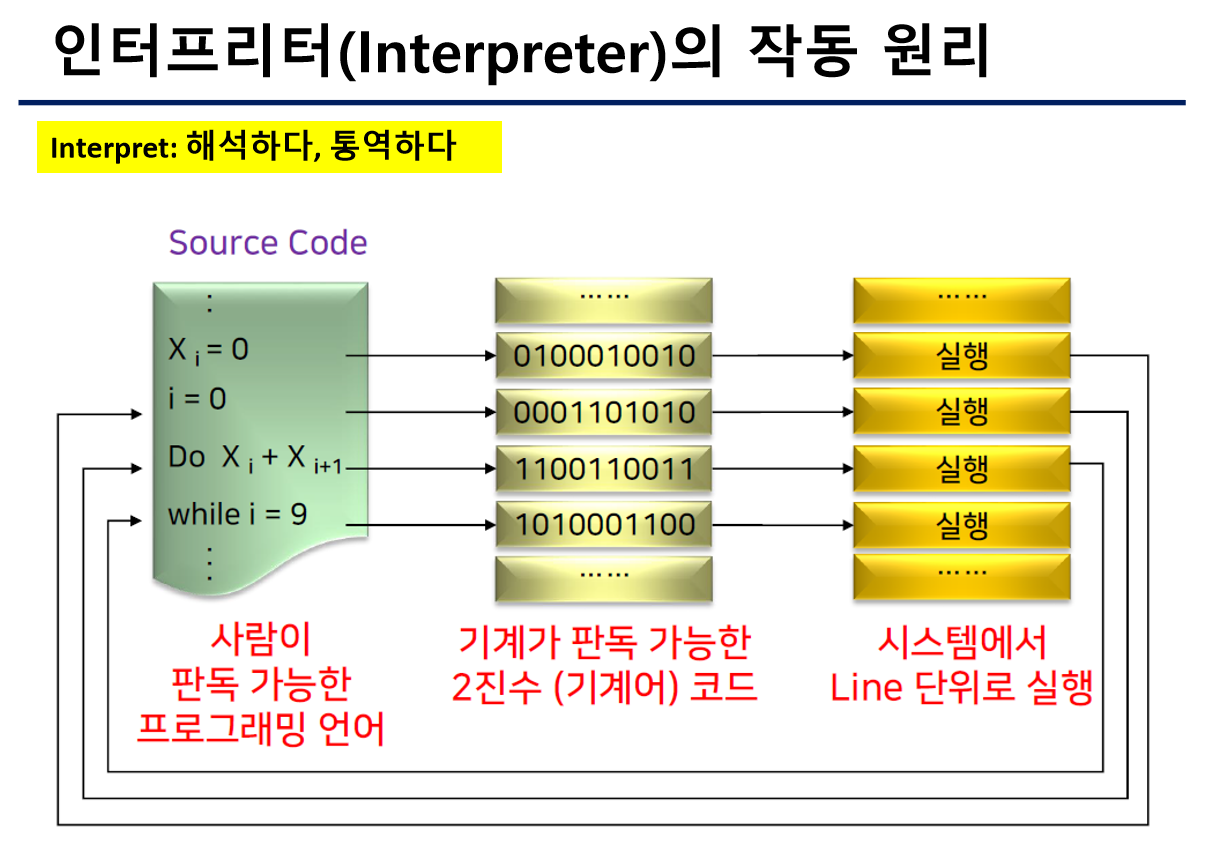 인터프리터(Interpreter)의 작동 원리
Interpret: 해석하다, 통역하다
Source Code
:
X i = 0
i = 0
Do X i + X i+1
while i = 9
⋮
……
0100010010
0001101010
1100110011
1010001100
……
……
실행
실행
실행
실행
……
사람이
판독 가능한
프로그래밍 언어
기계가 판독 가능한
2진수 (기계어) 코드
시스템에서
Line 단위로 실행